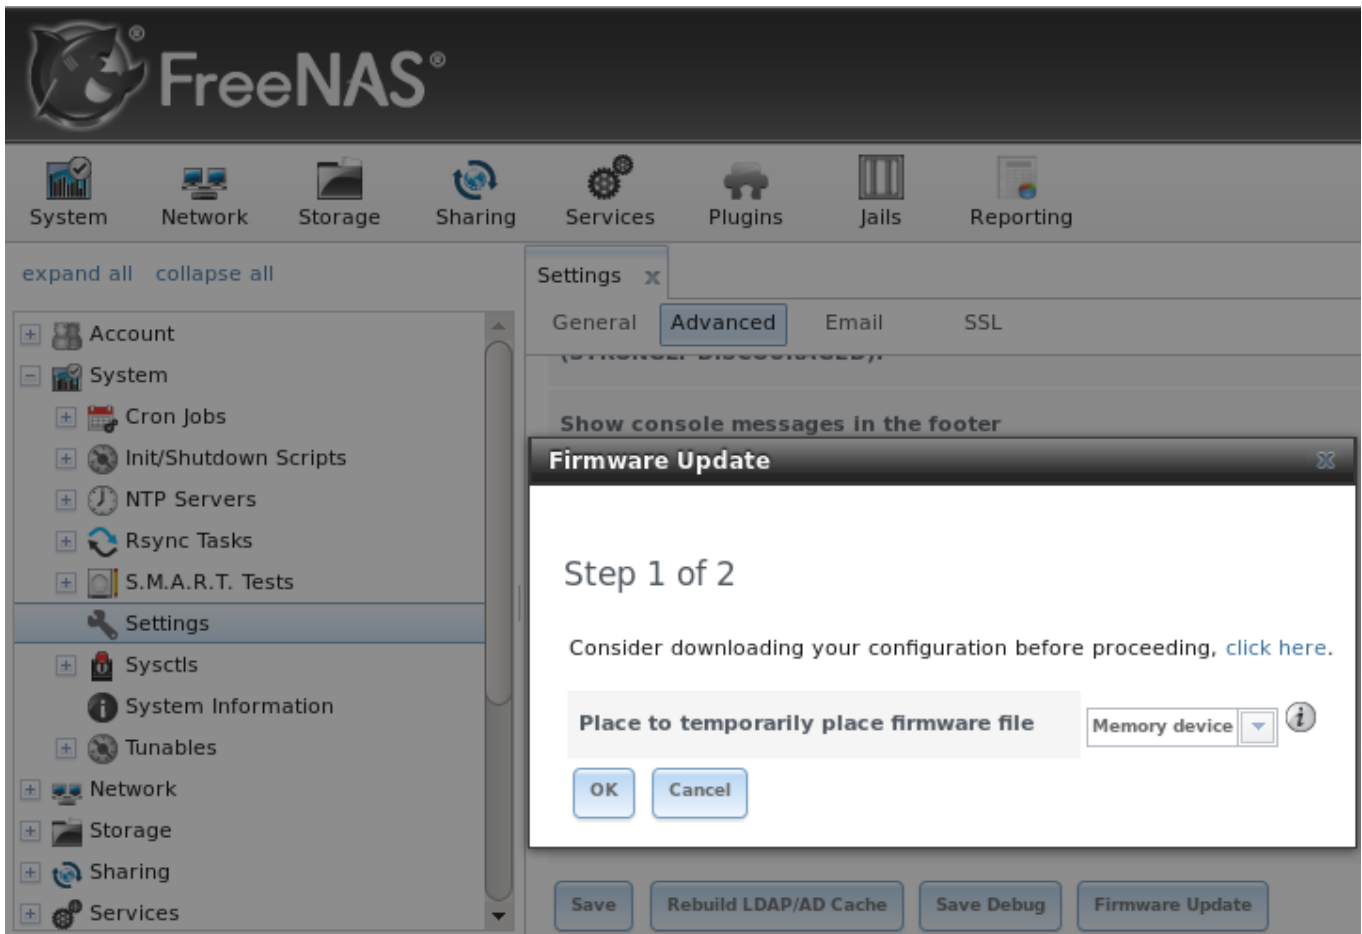 FreeNAS®
System Network Storage Sharing Services Plugins Jails Reporting
expand all collapse all
Account
System
Cron Jobs
Init/Shutdown Scripts
NTP Servers
Rsync Tasks
S.M.A.R.T. Tests
Settings
Sysctls
System Information
Tunables
Network
Storage
Sharing
Services
Settings x
General Advanced Email SSL
(STRONGLY DISCOURAGED):
Show console messages in the footer
Firmware Update
Step 1 of 2
Consider downloading your configuration before proceeding, click here.
Place to temporarily place firmware file Memory device
OK Cancel
Save Rebuild LDAP/AD Cache Save Debug Firmware Update